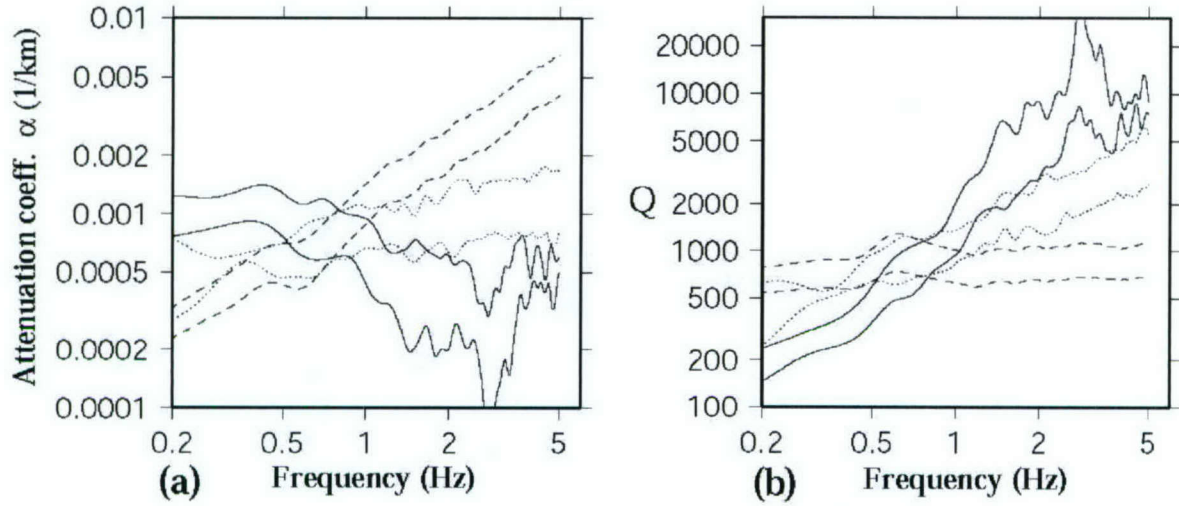 Attenuation coeff. α (1/km)
0.01
0.005
0.002
0.001
0.0005
0.0002
0.0001
0.2 0.5 1 2 5
Frequency (Hz)
(a)
Q
20000
10000
5000
2000
1000
500
200
100
0.2 0.5 1 2 5
Frequency (Hz)
(b)